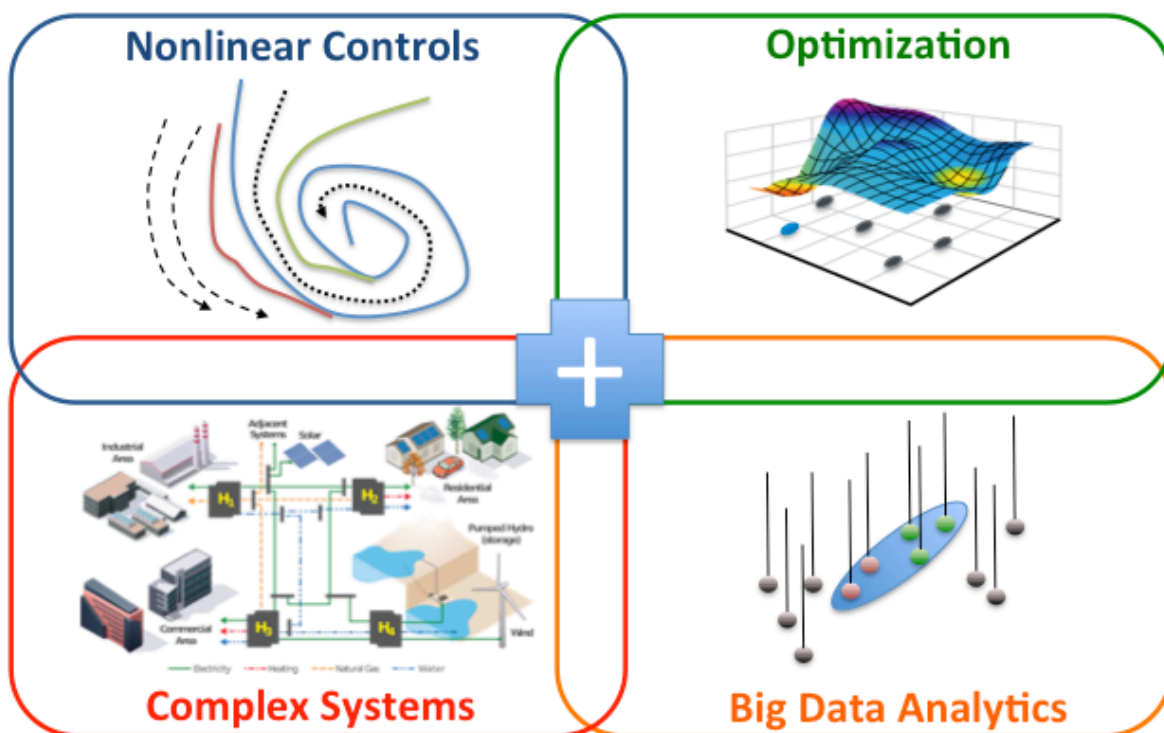 Nonlinear Controls
Optimization
Adjacent
Systems
Solar
Industrial
Area
H1
H2
Residential
Area
Pumped Hydro
(storage)
Commercial
Area
H3
H4
Wind
Electricity
Heating
Natural Gas
Water
Complex Systems
Big Data Analytics